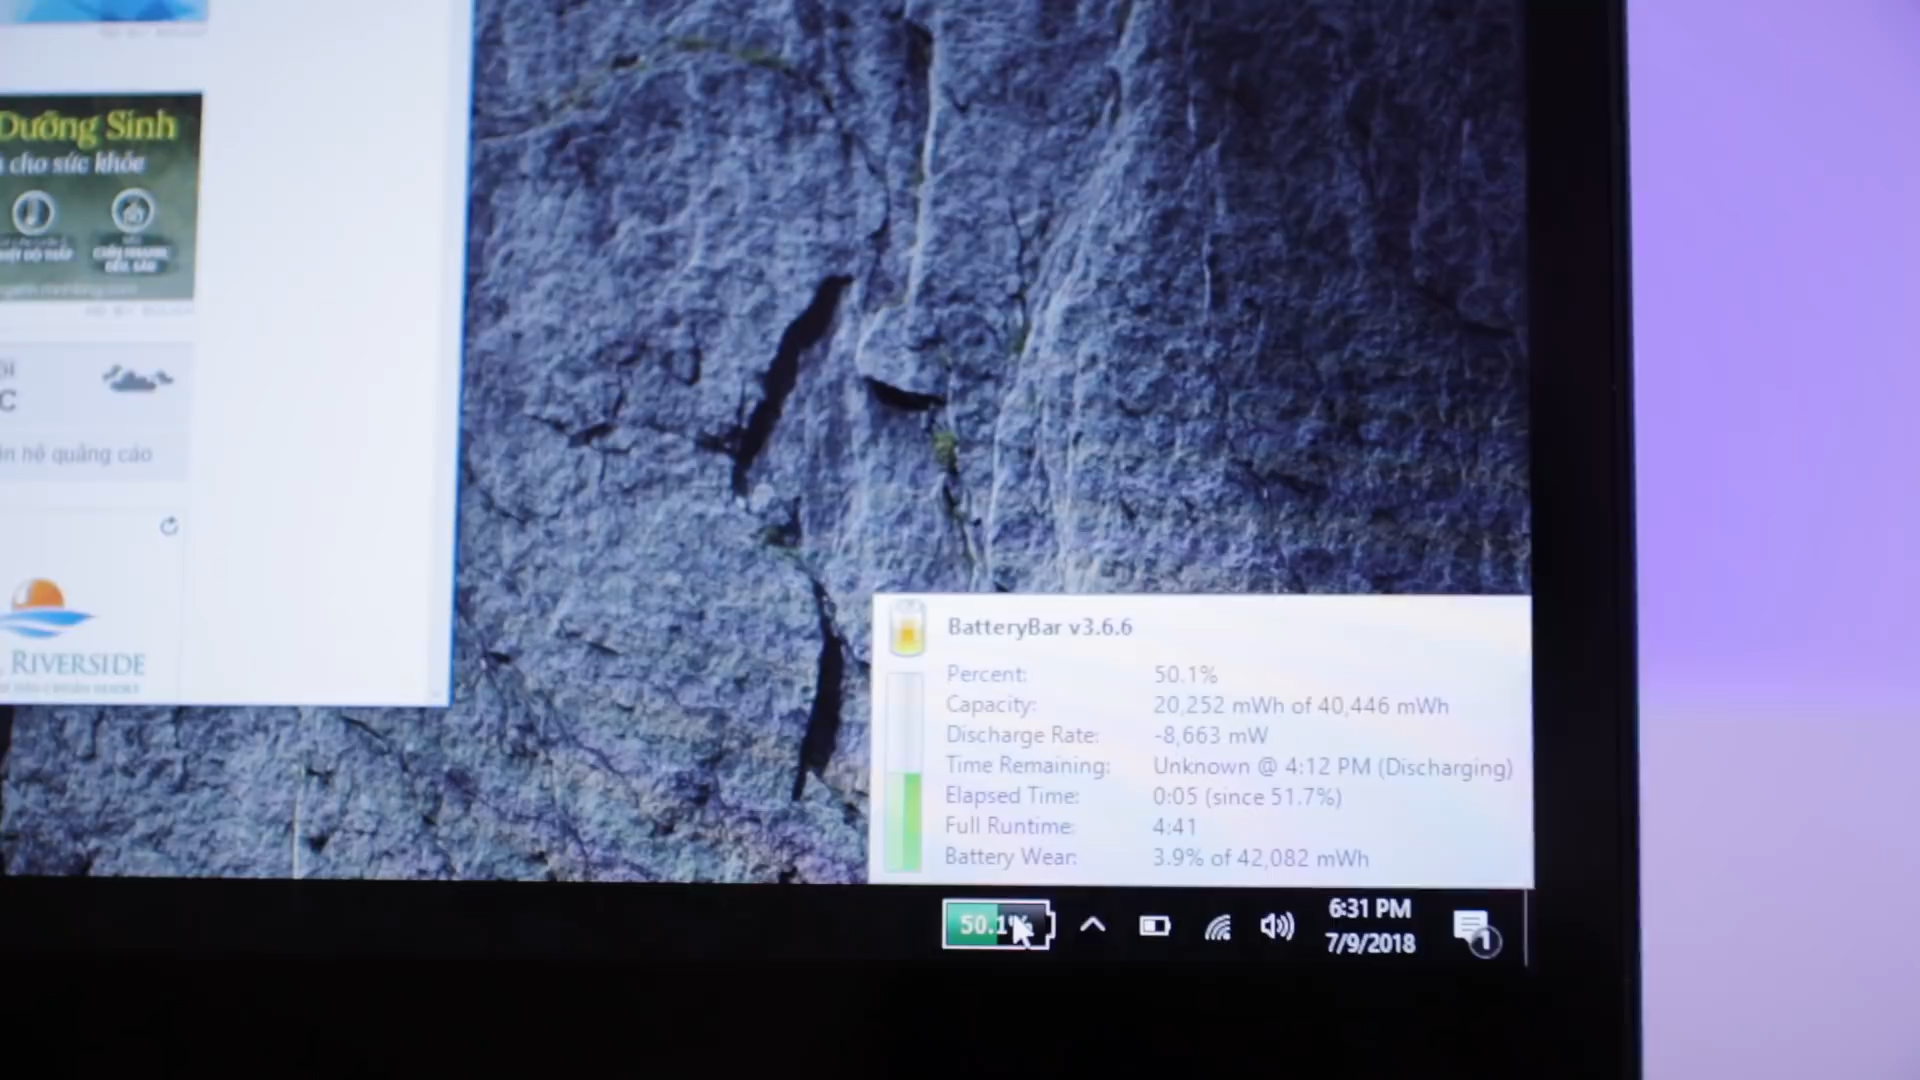 Dưỡng Sinh
cho sức khỏe
C
hệ quảng cáo
RIVERSIDE
BatteryBar v3.6.6
Percent: 50.1%
Capacity: 20,252 mWh of 40,446 mWh
Discharge Rate: -8,663 mW
Time Remaining: Unknown @ 4:12 PM (Discharging)
Elapsed Time: 0:05 (since 51.7%)
Full Runtime: 4:41
Battery Wear: 3.9% of 42,082 mWh
50.1%
6:31 PM
7/9/2018
1